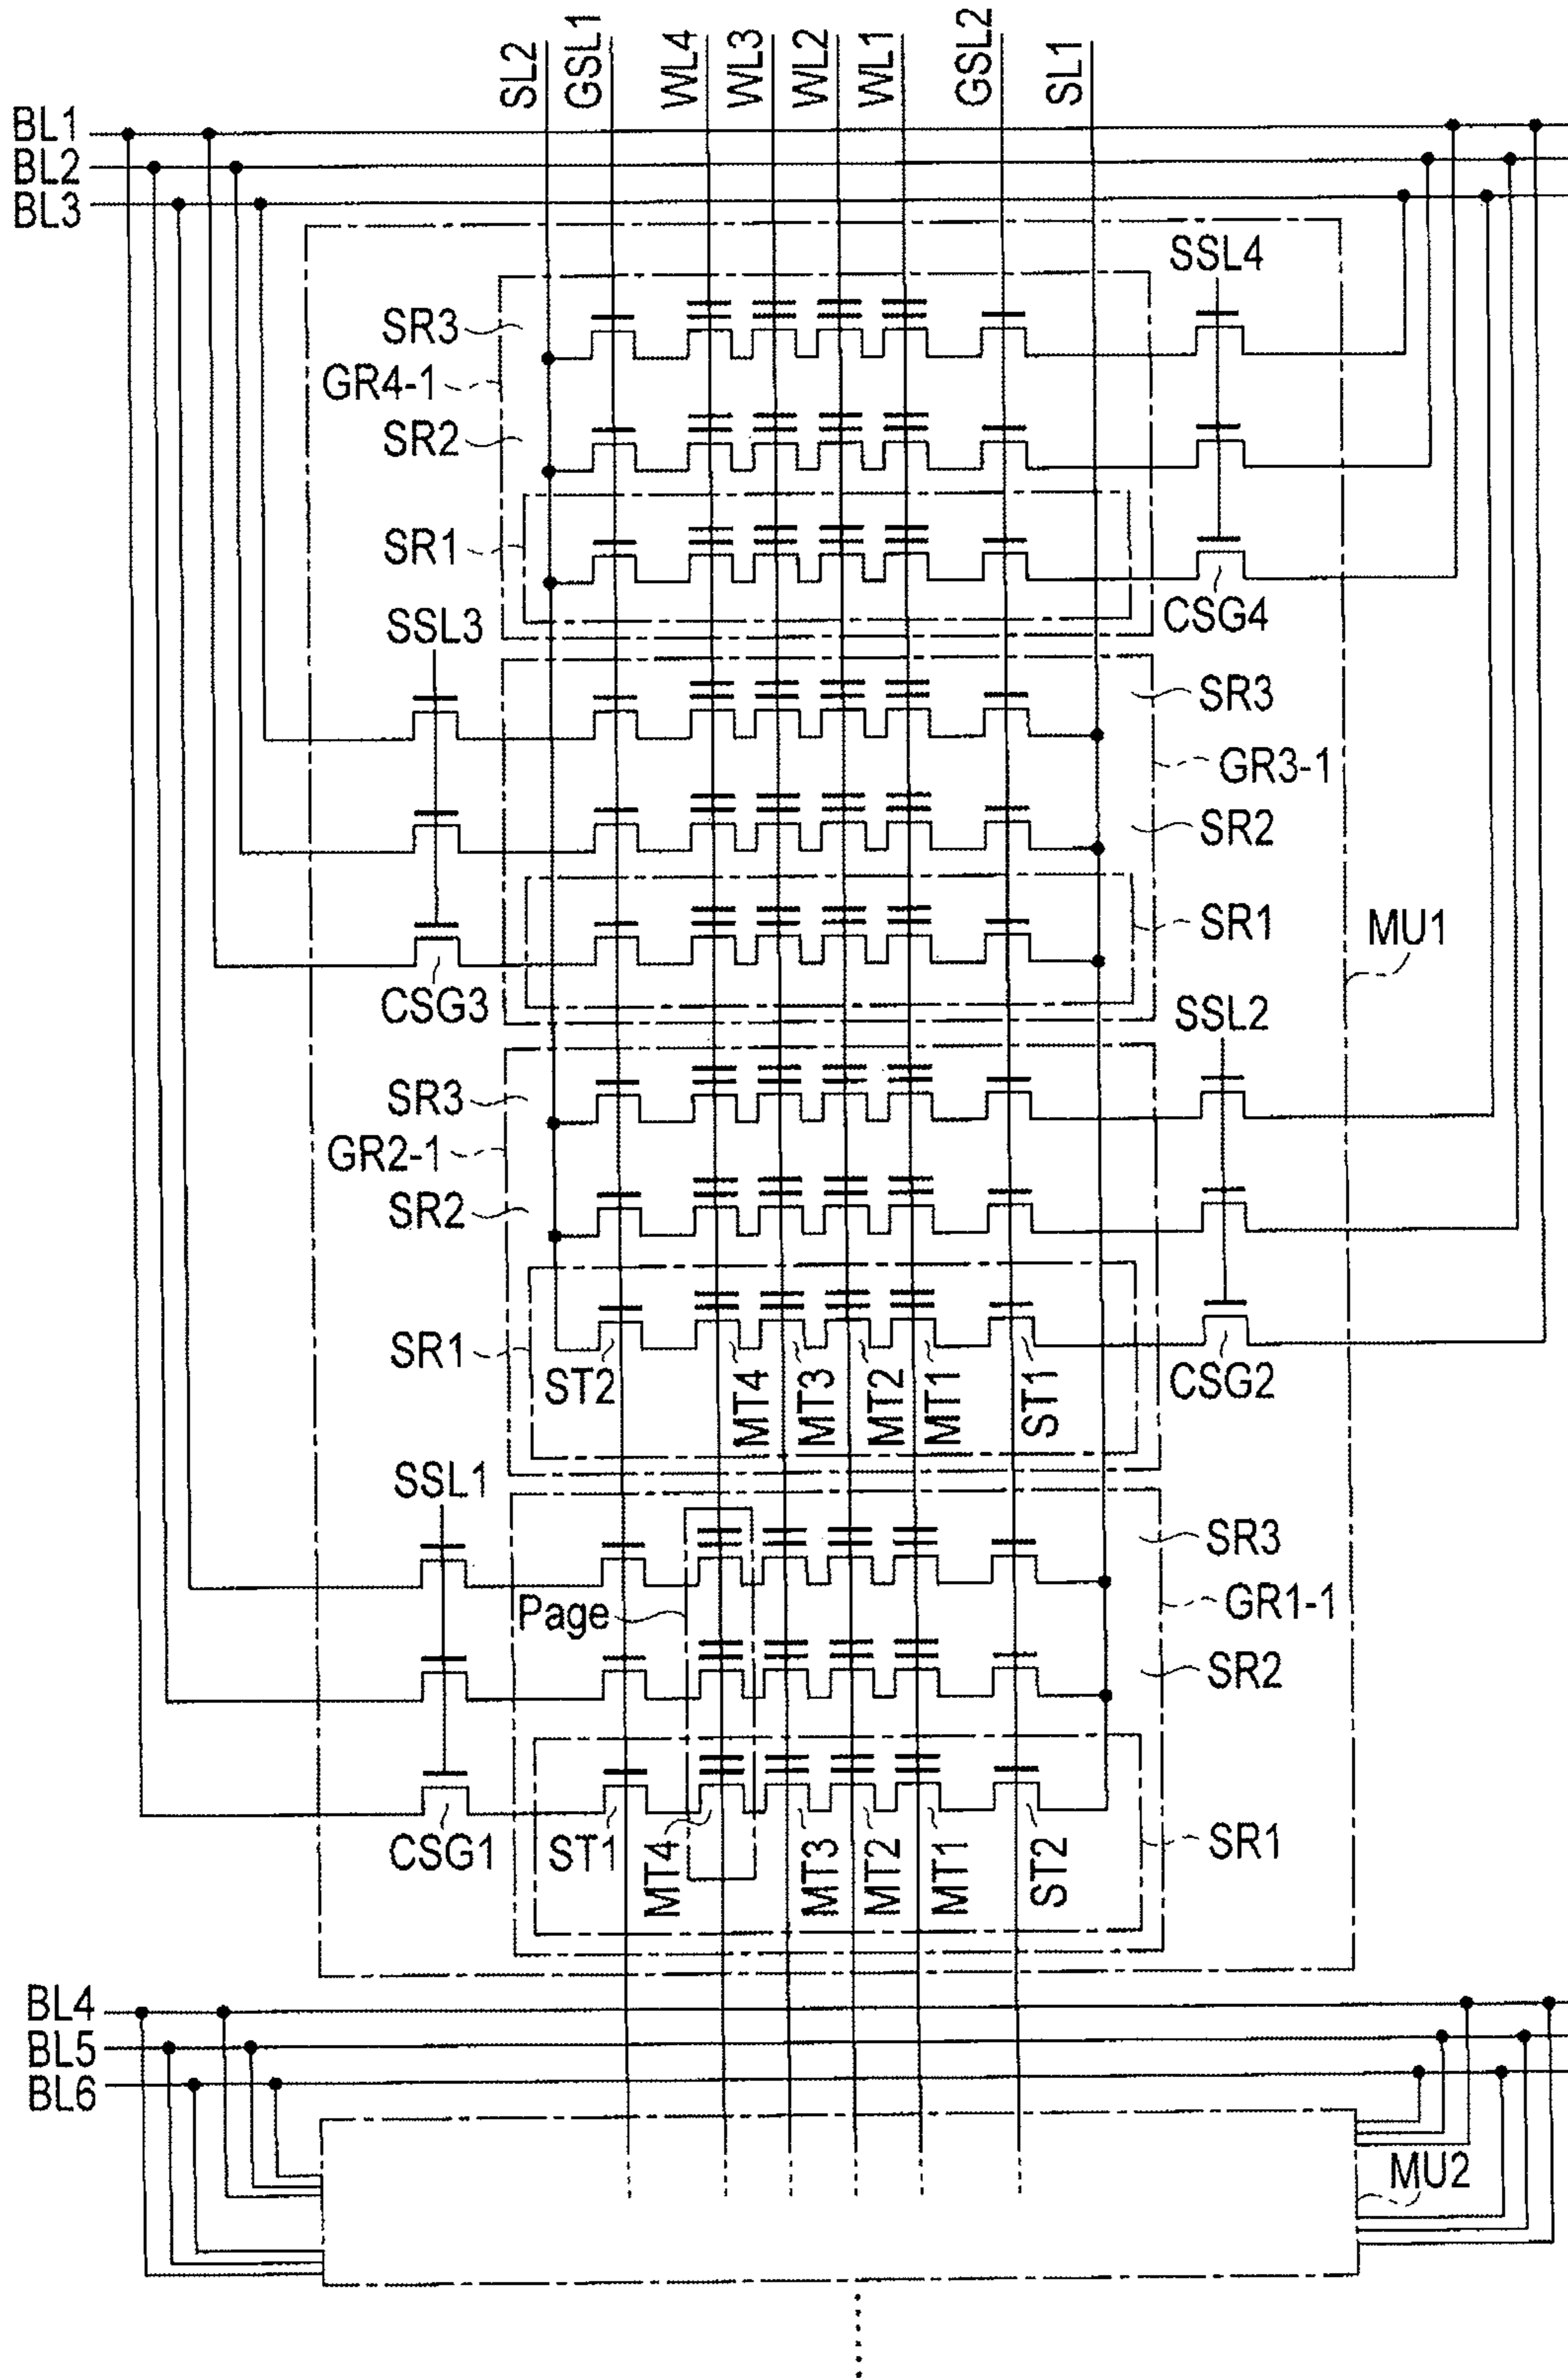 SL2
GSL1
WL4
WL3
WL2
WL1
GSL2
SL1
BL1
BL2
BL3
SSL4
SR3
GR4-1
SR2
SR1
CSG4
SSL3
SR3
GR3-1
SR2
SR1
MU1
CSG3
SSL2
SR3
GR2-1
SR2
SR1
ST2
MT4
MT3
MT2
MT1
ST1
CSG2
SSL1
SR3
Page
GR1-1
SR2
CSG1
ST1
MT4
MT3
MT2
MT1
ST2
SR1
BL4
BL5
BL6
MU2